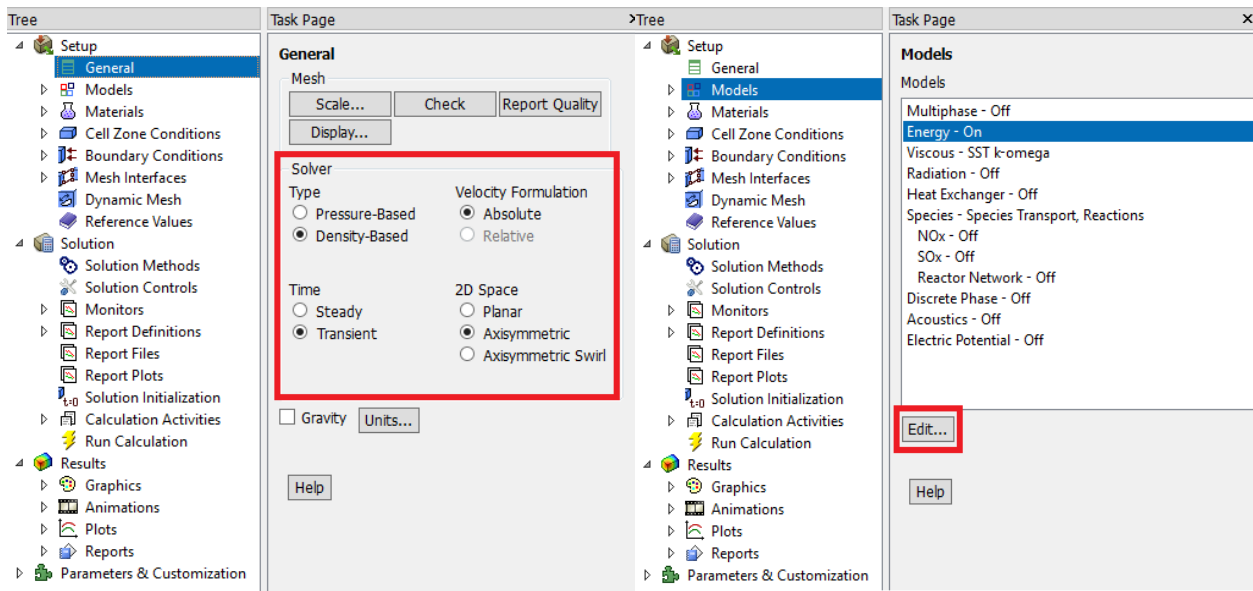 Tree
Setup
General
Models
Materials
Cell Zone Conditions
Boundary Conditions
Mesh Interfaces
Dynamic Mesh
Reference Values
Solution
Solution Methods
Solution Controls
Monitors
Report Definitions
Report Files
Report Plots
t=0 Solution Initialization
Calculation Activities
Run Calculation
Results
Graphics
Animations
Plots
Reports
Parameters & Customization
Task Page
General
Mesh
Scale... Check Report Quality
Display...
Solver
Type Velocity Formulation
Pressure-Based Absolute
Density-Based Relative
Time 2D Space
Steady Planar
Transient Axisymmetric
Axisymmetric Swirl
Gravity Units...
Help
Tree
Setup
General
Models
Materials
Cell Zone Conditions
Boundary Conditions
Mesh Interfaces
Dynamic Mesh
Reference Values
Solution
Solution Methods
Solution Controls
Monitors
Report Definitions
Report Files
Report Plots
t=0 Solution Initialization
Calculation Activities
Run Calculation
Results
Graphics
Animations
Plots
Reports
Parameters & Customization
Task Page
Models
Models
Multiphase - Off
Energy - On
Viscous - SST k-omega
Radiation - Off
Heat Exchanger - Off
Species - Species Transport, Reactions
NOx - Off
SOx - Off
Reactor Network - Off
Discrete Phase - Off
Acoustics - Off
Electric Potential - Off
Edit...
Help